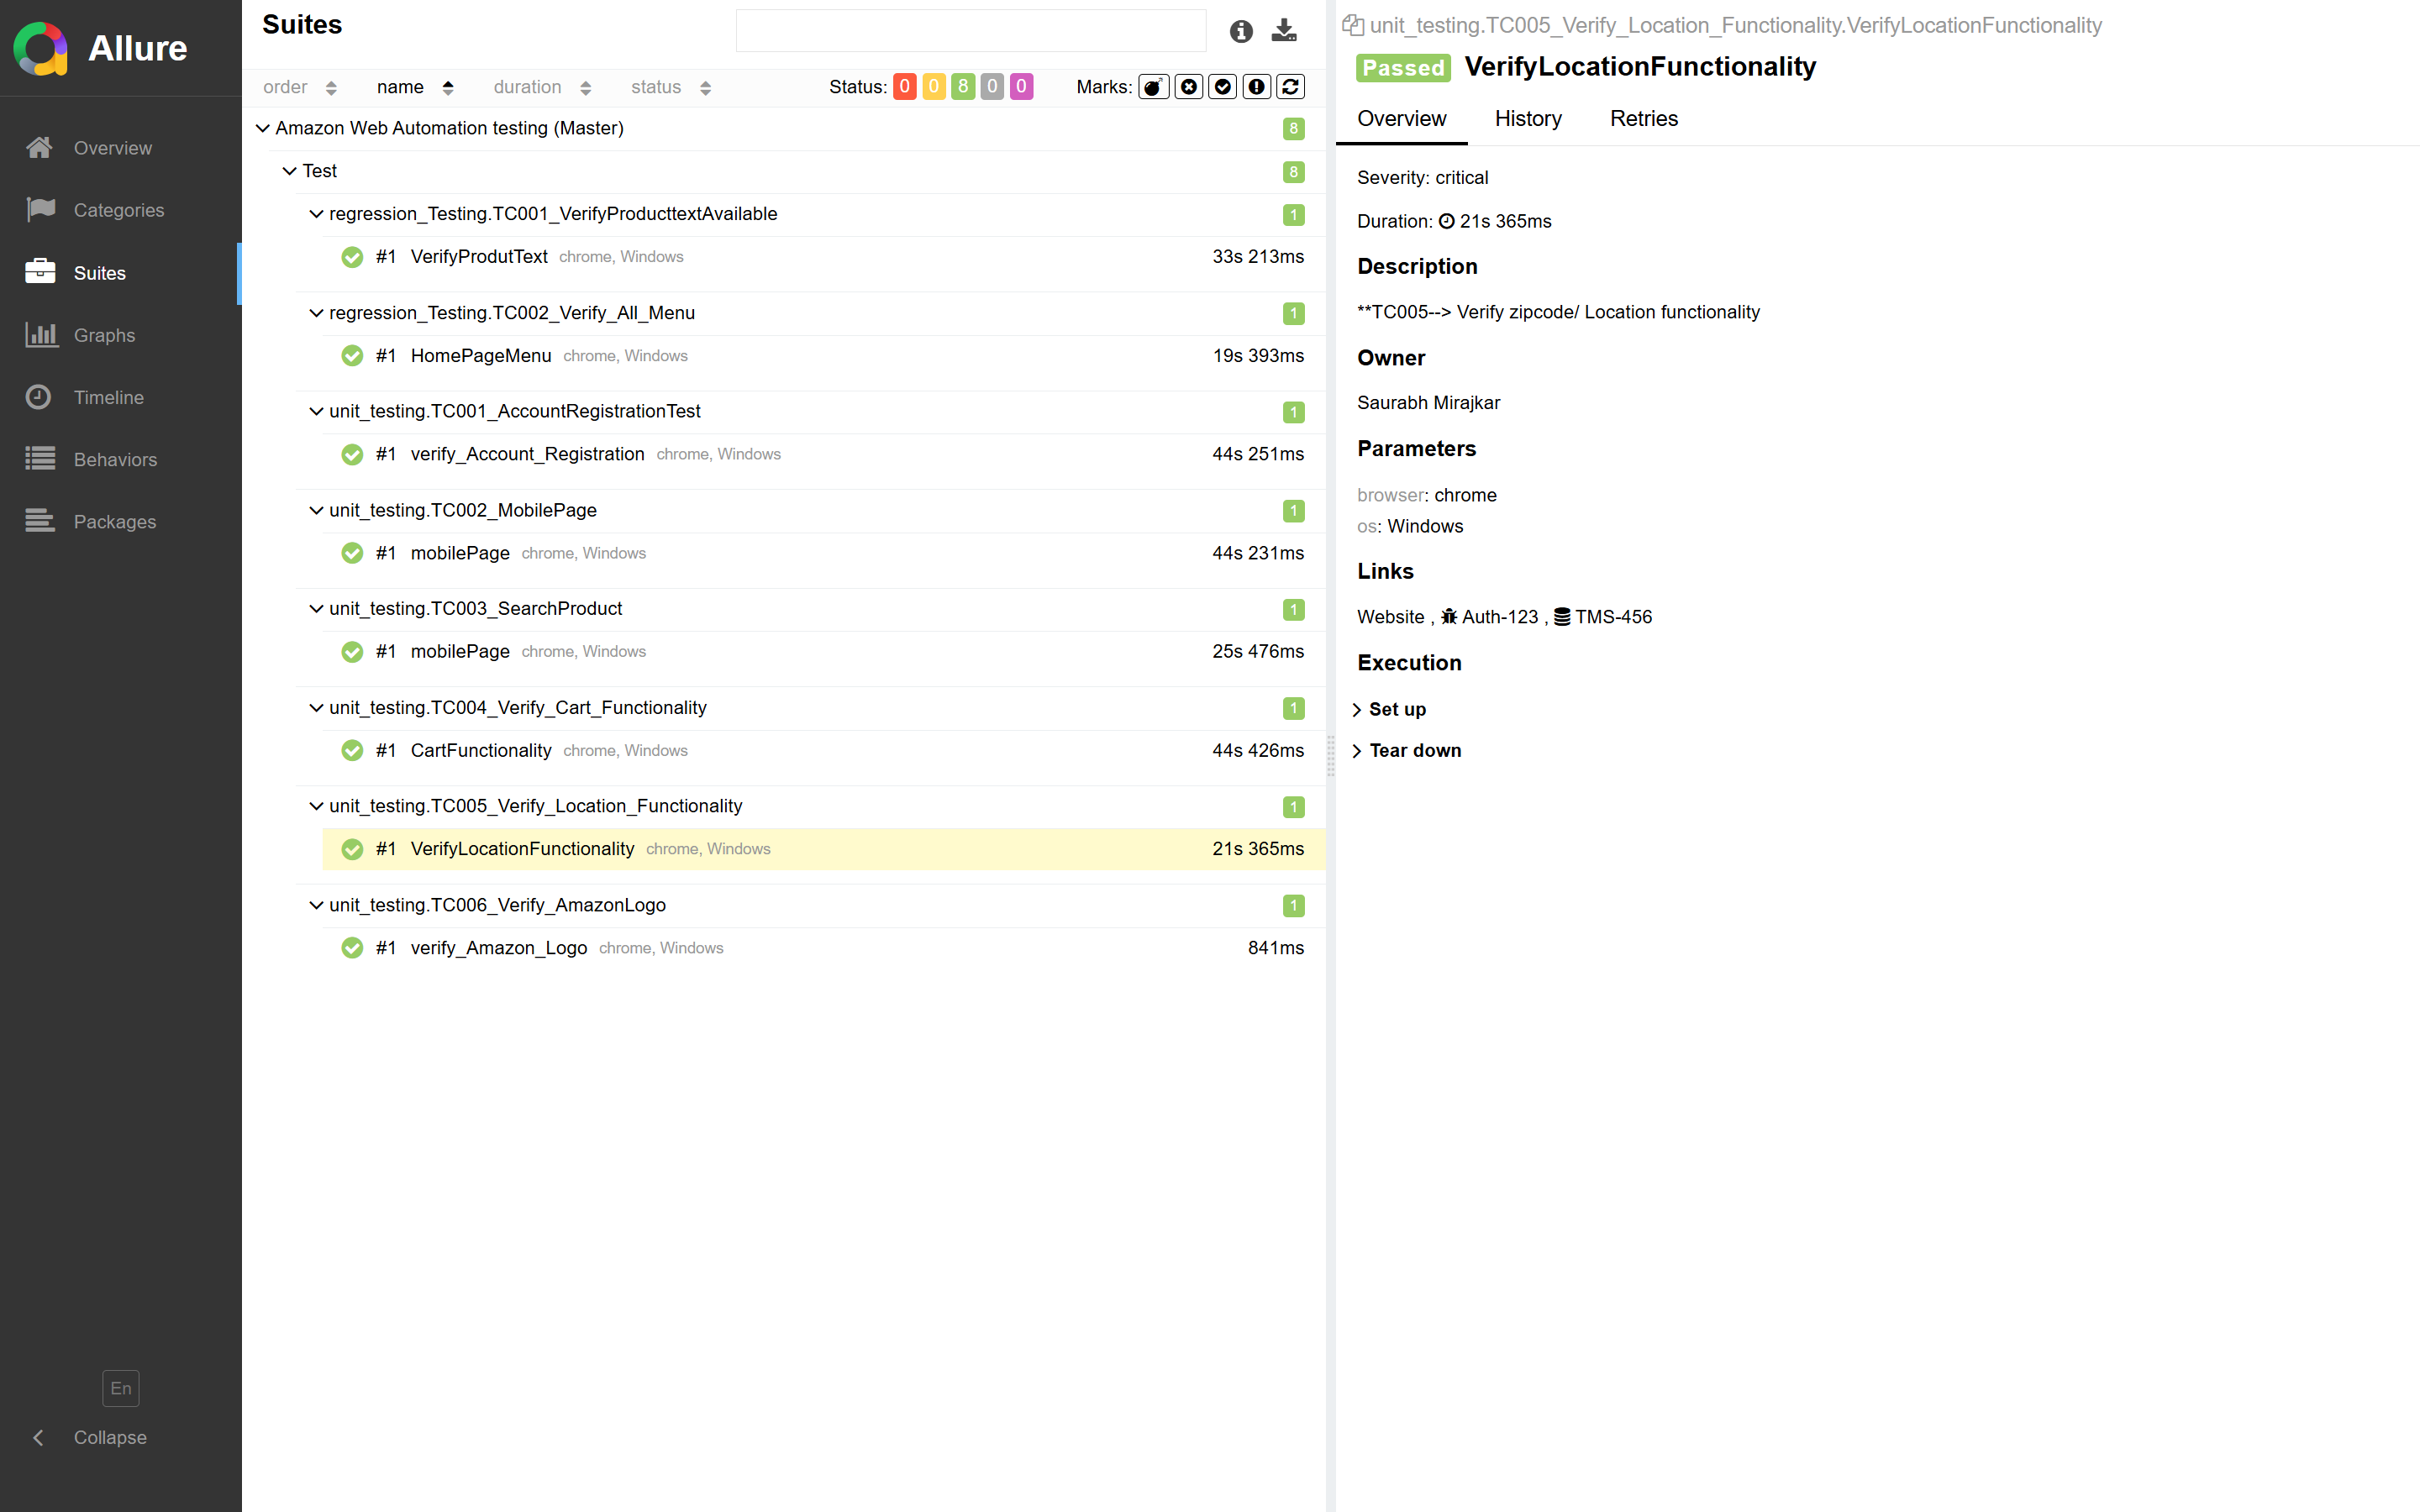 Allure
Overview
Categories
Suites
Graphs
Timeline
Behaviors
Packages
En
Collapse
Suites
order name duration status Status: 0 0 8 0 0 Marks:
Amazon Web Automation testing (Master) 8
Test 8
regression_Testing.TC001_VerifyProducttextAvailable 1
#1 VerifyProdutText chrome, Windows 33s 213ms
regression_Testing.TC002_Verify_All_Menu 1
#1 HomePageMenu chrome, Windows 19s 393ms
unit_testing.TC001_AccountRegistrationTest 1
#1 verify_Account_Registration chrome, Windows 44s 251ms
unit_testing.TC002_MobilePage 1
#1 mobilePage chrome, Windows 44s 231ms
unit_testing.TC003_SearchProduct 1
#1 mobilePage chrome, Windows 25s 476ms
unit_testing.TC004_Verify_Cart_Functionality 1
#1 CartFunctionality chrome, Windows 44s 426ms
unit_testing.TC005_Verify_Location_Functionality 1
#1 VerifyLocationFunctionality chrome, Windows 21s 365ms
unit_testing.TC006_Verify_AmazonLogo 1
#1 verify_Amazon_Logo chrome, Windows 841ms
unit_testing.TC005_Verify_Location_Functionality.VerifyLocationFunctionality
Passed VerifyLocationFunctionality
Overview History Retries
Severity: critical
Duration: 21s 365ms
Description
**TC005--> Verify zipcode/ Location functionality
Owner
Saurabh Mirajkar
Parameters
browser: chrome
os: Windows
Links
Website , Auth-123 , TMS-456
Execution
Set up
Tear down